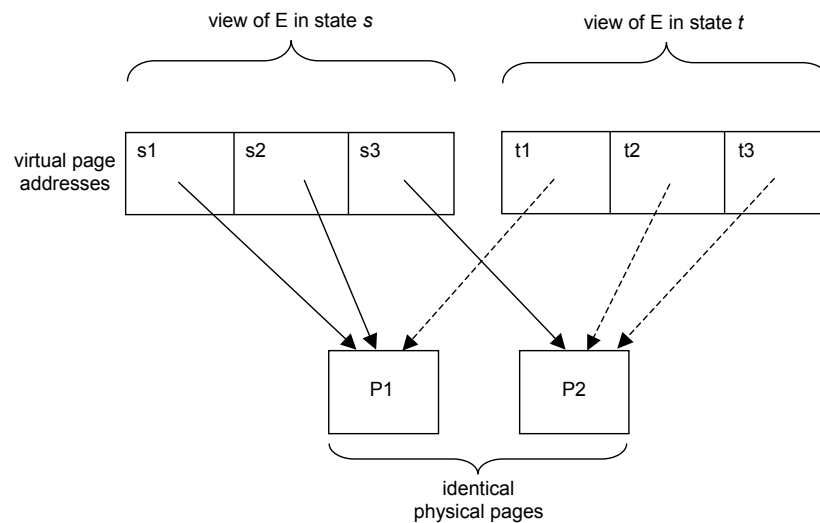 view of E in state s
view of E in state t
virtual page
addresses
s1
s2
s3
t1
t2
t3
P1
P2
identical
physical pages